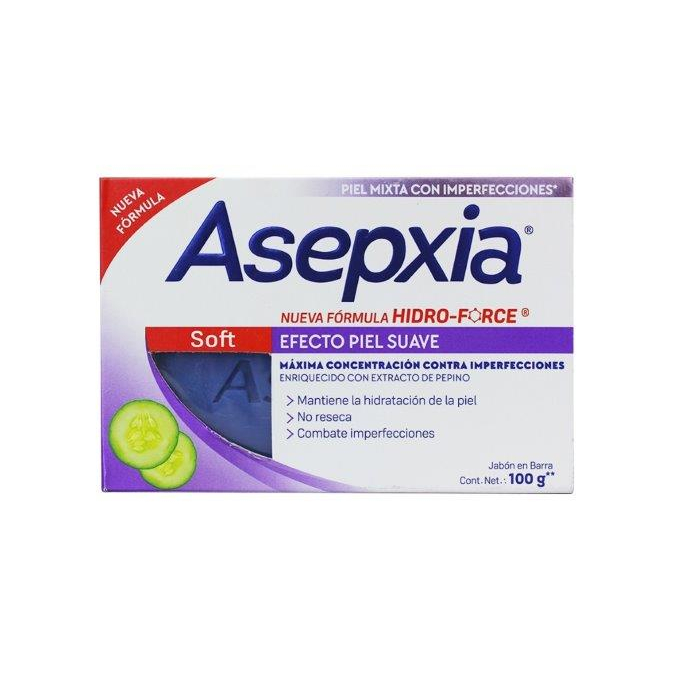 NUEVA
FÓRMULA
PIEL MIXTA CON IMPERFECCIONES*
Asepxia®
NUEVA FÓRMULA HIDRO-FORCE®
Soft
EFECTO PIEL SUAVE
MÁXIMA CONCENTRACIÓN CONTRA IMPERFECCIONES
ENRIQUECIDO CON EXTRACTO DE PEPINO
> Mantiene la hidratación de la piel
> No reseca
> Combate imperfecciones
Asep
Jabón en Barra
Cont. Net.: 100 g**